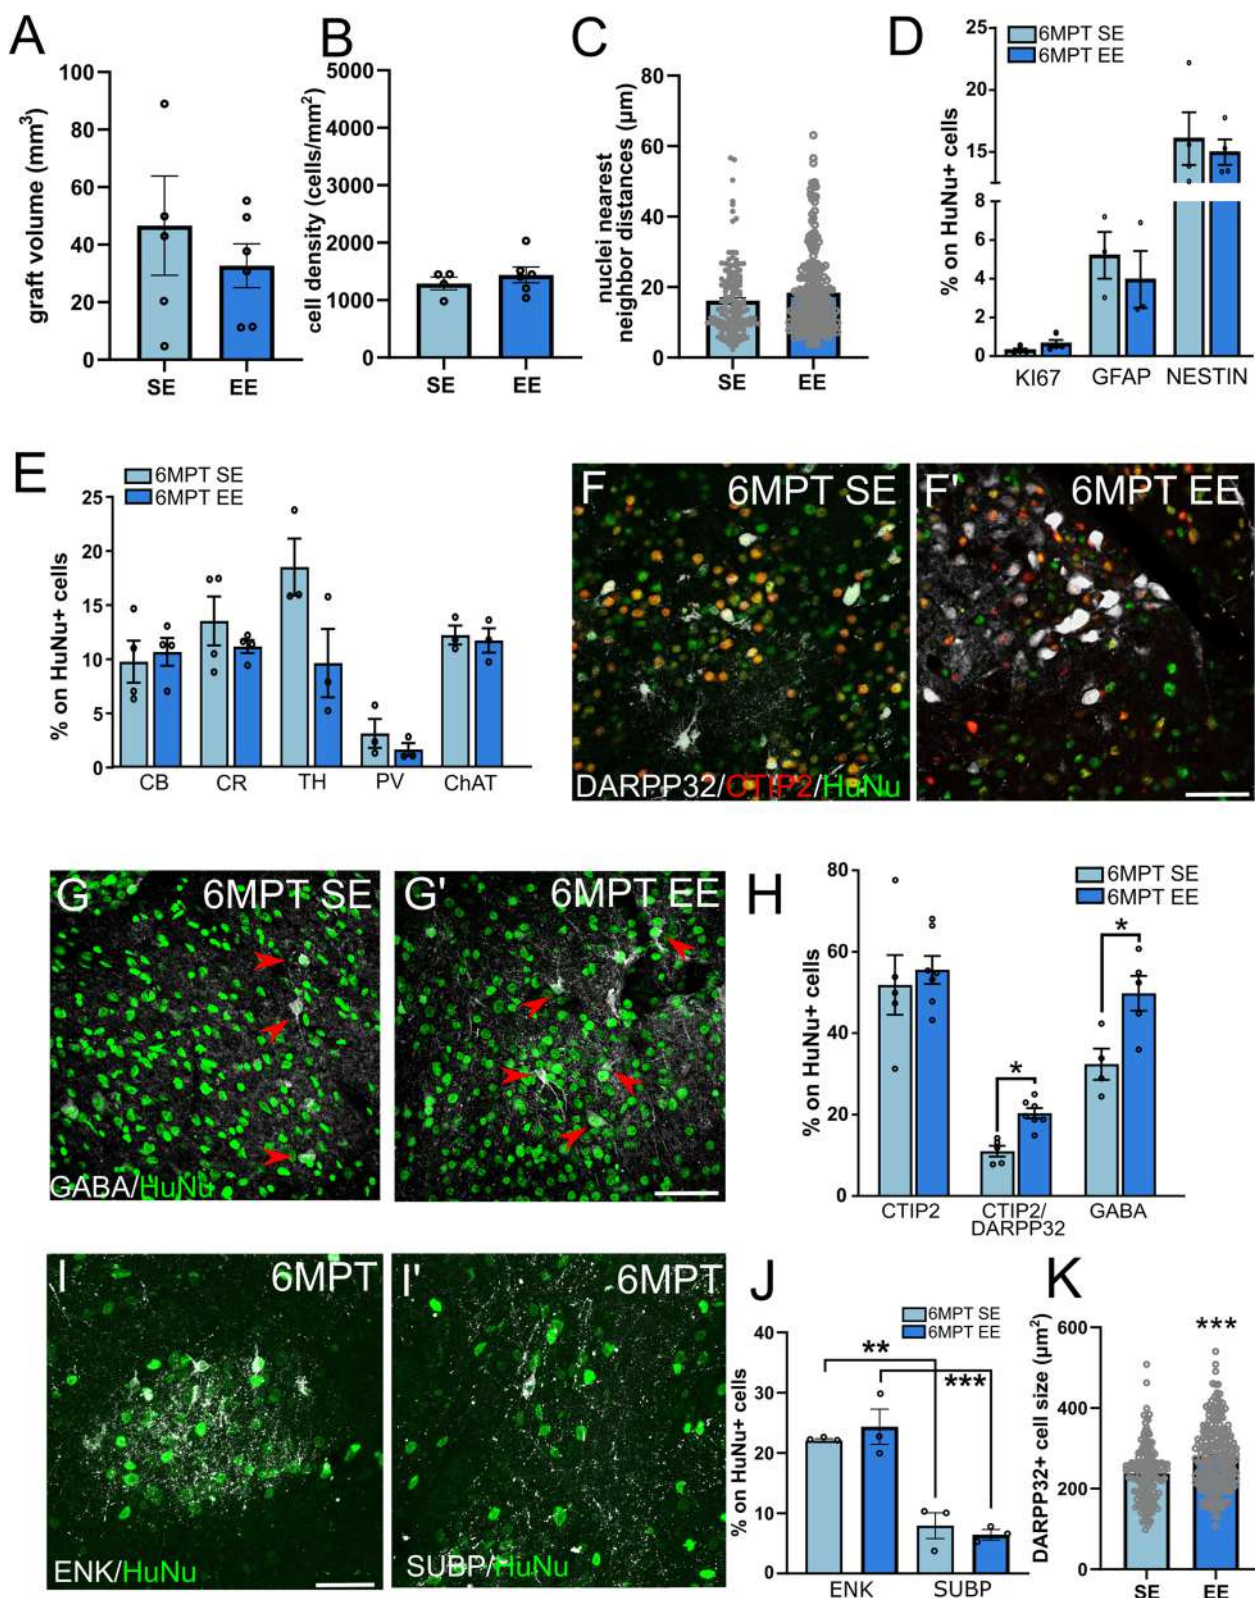 A
graft volume (mm3)
100
80
60
40
20
0
SE EE
B
cell density (cells/mm2)
5000
4000
3000
2000
1000
0
SE EE
C
nuclei nearest
neighbor distances (µm)
80
60
40
20
0
SE EE
D
6MPT SE
6MPT EE
% on HuNu+ cells
25
20
15
8
6
4
2
0
KI67 GFAP NESTIN
E
6MPT SE
6MPT EE
% on HuNu+ cells
25
20
15
10
5
0
CB CR TH PV ChAT
F 6MPT SE
DARPP32/CTIP2/HuNu
F' 6MPT EE
G 6MPT SE
GABA/HuNu
G' 6MPT EE
H
6MPT SE
6MPT EE
% on HuNu+ cells
80
60
40
20
0
*
*
CTIP2 CTIP2/ GABA
DARPP32
I 6MPT
ENK/HuNu
I' 6MPT
SUBP/HuNu
J
6MPT SE
6MPT EE
% on HuNu+ cells
40
30
20
10
0
**
***
ENK SUBP
K
DARPP32+ cell size (µm2)
600
400
200
0
***
SE EE